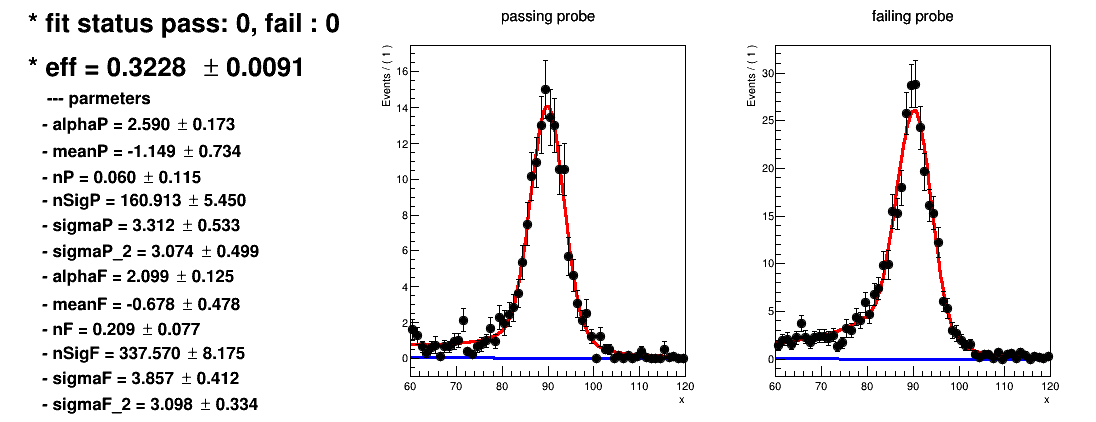 * fit status pass: 0, fail : 0
* eff = 0.3228 ± 0.0091
--- parmeters
- alphaP = 2.590 ± 0.173
- meanP = -1.149 ± 0.734
- nP = 0.060 ± 0.115
- nSigP = 160.913 ± 5.450
- sigmaP = 3.312 ± 0.533
- sigmaP_2 = 3.074 ± 0.499
- alphaF = 2.099 ± 0.125
- meanF = -0.678 ± 0.478
- nF = 0.209 ± 0.077
- nSigF = 337.570 ± 8.175
- sigmaF = 3.857 ± 0.412
- sigmaF_2 = 3.098 ± 0.334
passing probe
Events / ( 1 )
16
14
12
10
8
6
4
2
0
60 70 80 90 100 110 120
x
failing probe
Events / ( 1 )
30
25
20
15
10
5
0
60 70 80 90 100 110 120
x